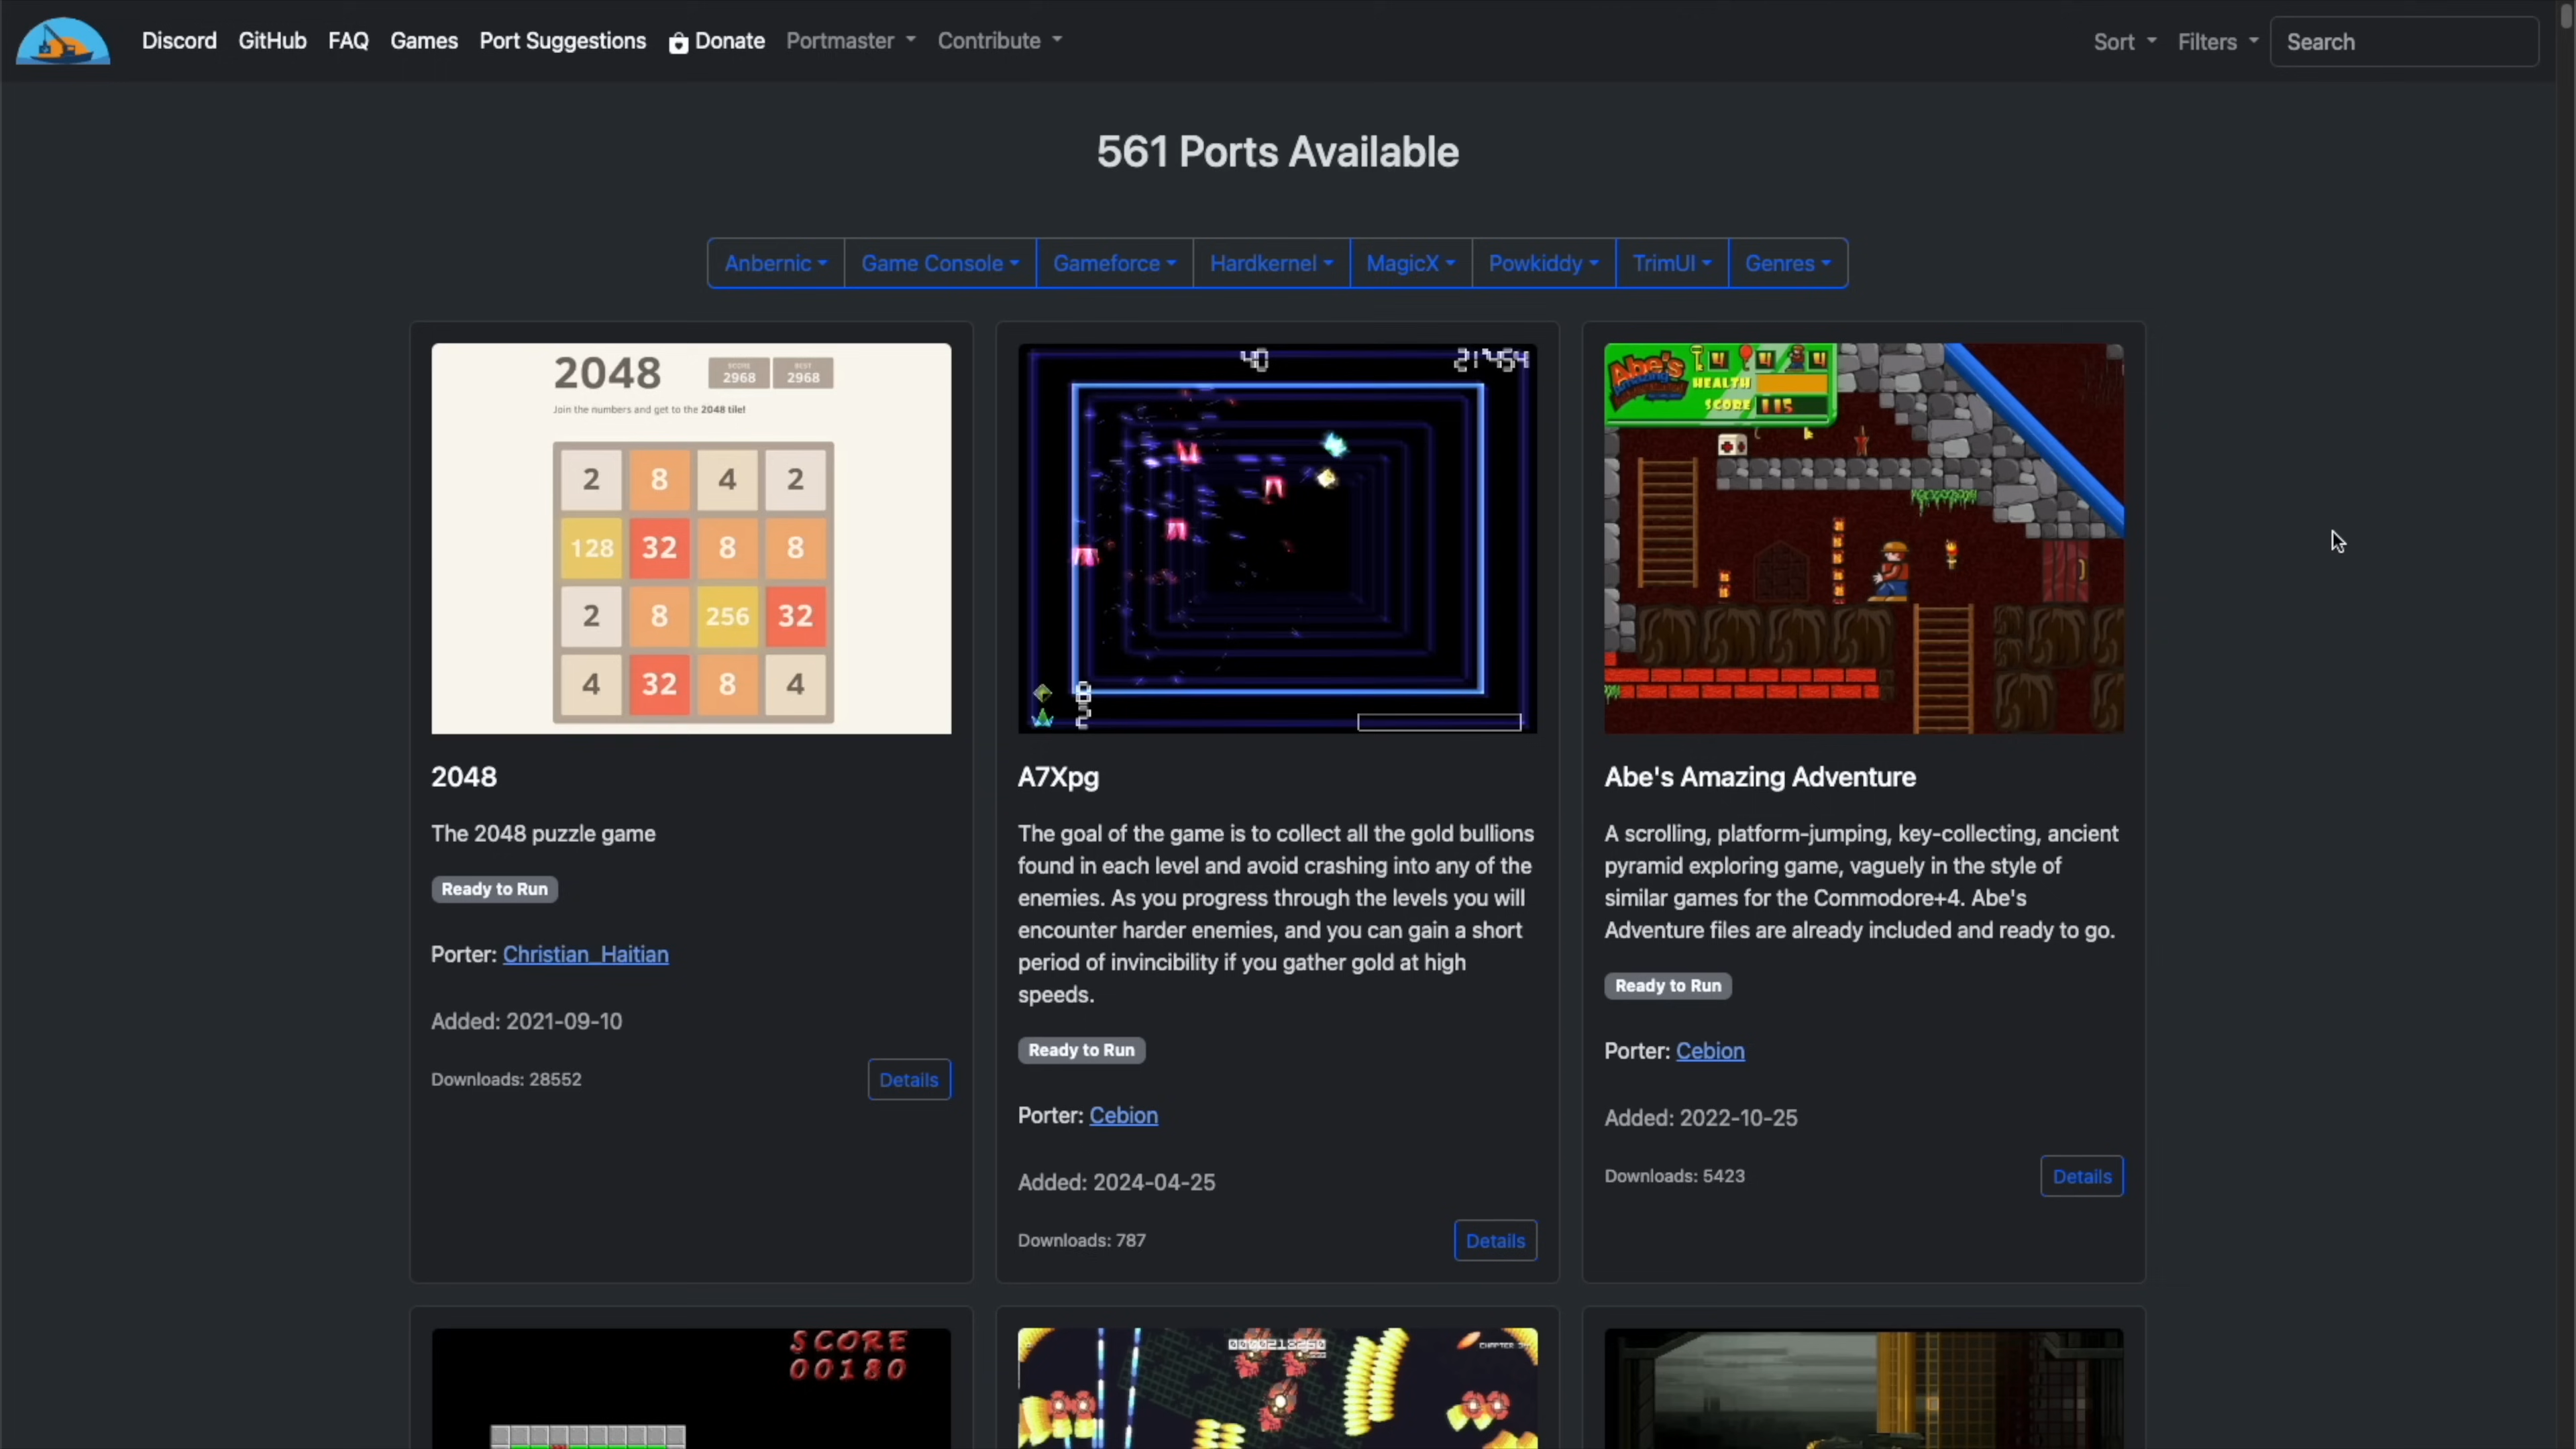 Discord GitHub FAQ Games Port Suggestions Donate Portmaster Contribute Sort Filters Search
561 Ports Available
Anbernic Game Console Gameforce Hardkernel MagicX Powkiddy TrimUI Genres
2048
SCORE
2968
BEST
2968
Join the numbers and get to the 2048 tile!
2 8 4 2
128 32 8 8
2 8 256 32
4 32 8 4
2048
The 2048 puzzle game
Ready to Run
Porter: Christian_Haitian
Added: 2021-09-10
Downloads: 28552
Details
40
21454
8
2
A7Xpg
The goal of the game is to collect all the gold bullions
found in each level and avoid crashing into any of the
enemies. As you progress through the levels you will
encounter harder enemies, and you can gain a short
period of invincibility if you gather gold at high
speeds.
Ready to Run
Porter: Cebion
Added: 2024-04-25
Downloads: 787
Details
Abe's
Amazing
HEALTH
SCORE 115
Abe's Amazing Adventure
A scrolling, platform-jumping, key-collecting, ancient
pyramid exploring game, vaguely in the style of
similar games for the Commodore+4. Abe's
Adventure files are already included and ready to go.
Ready to Run
Porter: Cebion
Added: 2022-10-25
Downloads: 5423
Details
SCORE
00180
0000218260